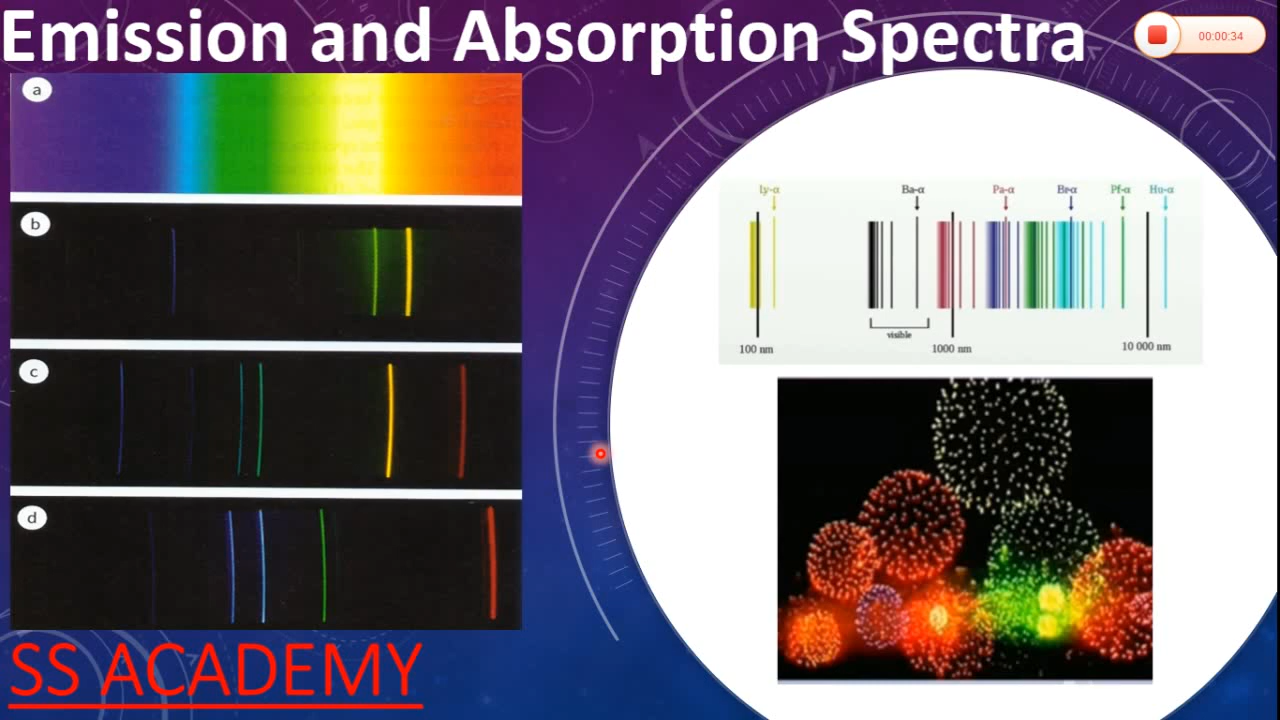 Emission and Absorption Spectra
00:00:34
a
b
c
d
Ly-α
Ba-α
Pa-α
Br-α
Pf-α
Hu-α
visible
100 nm
1000 nm
10 000 nm
SS ACADEMY